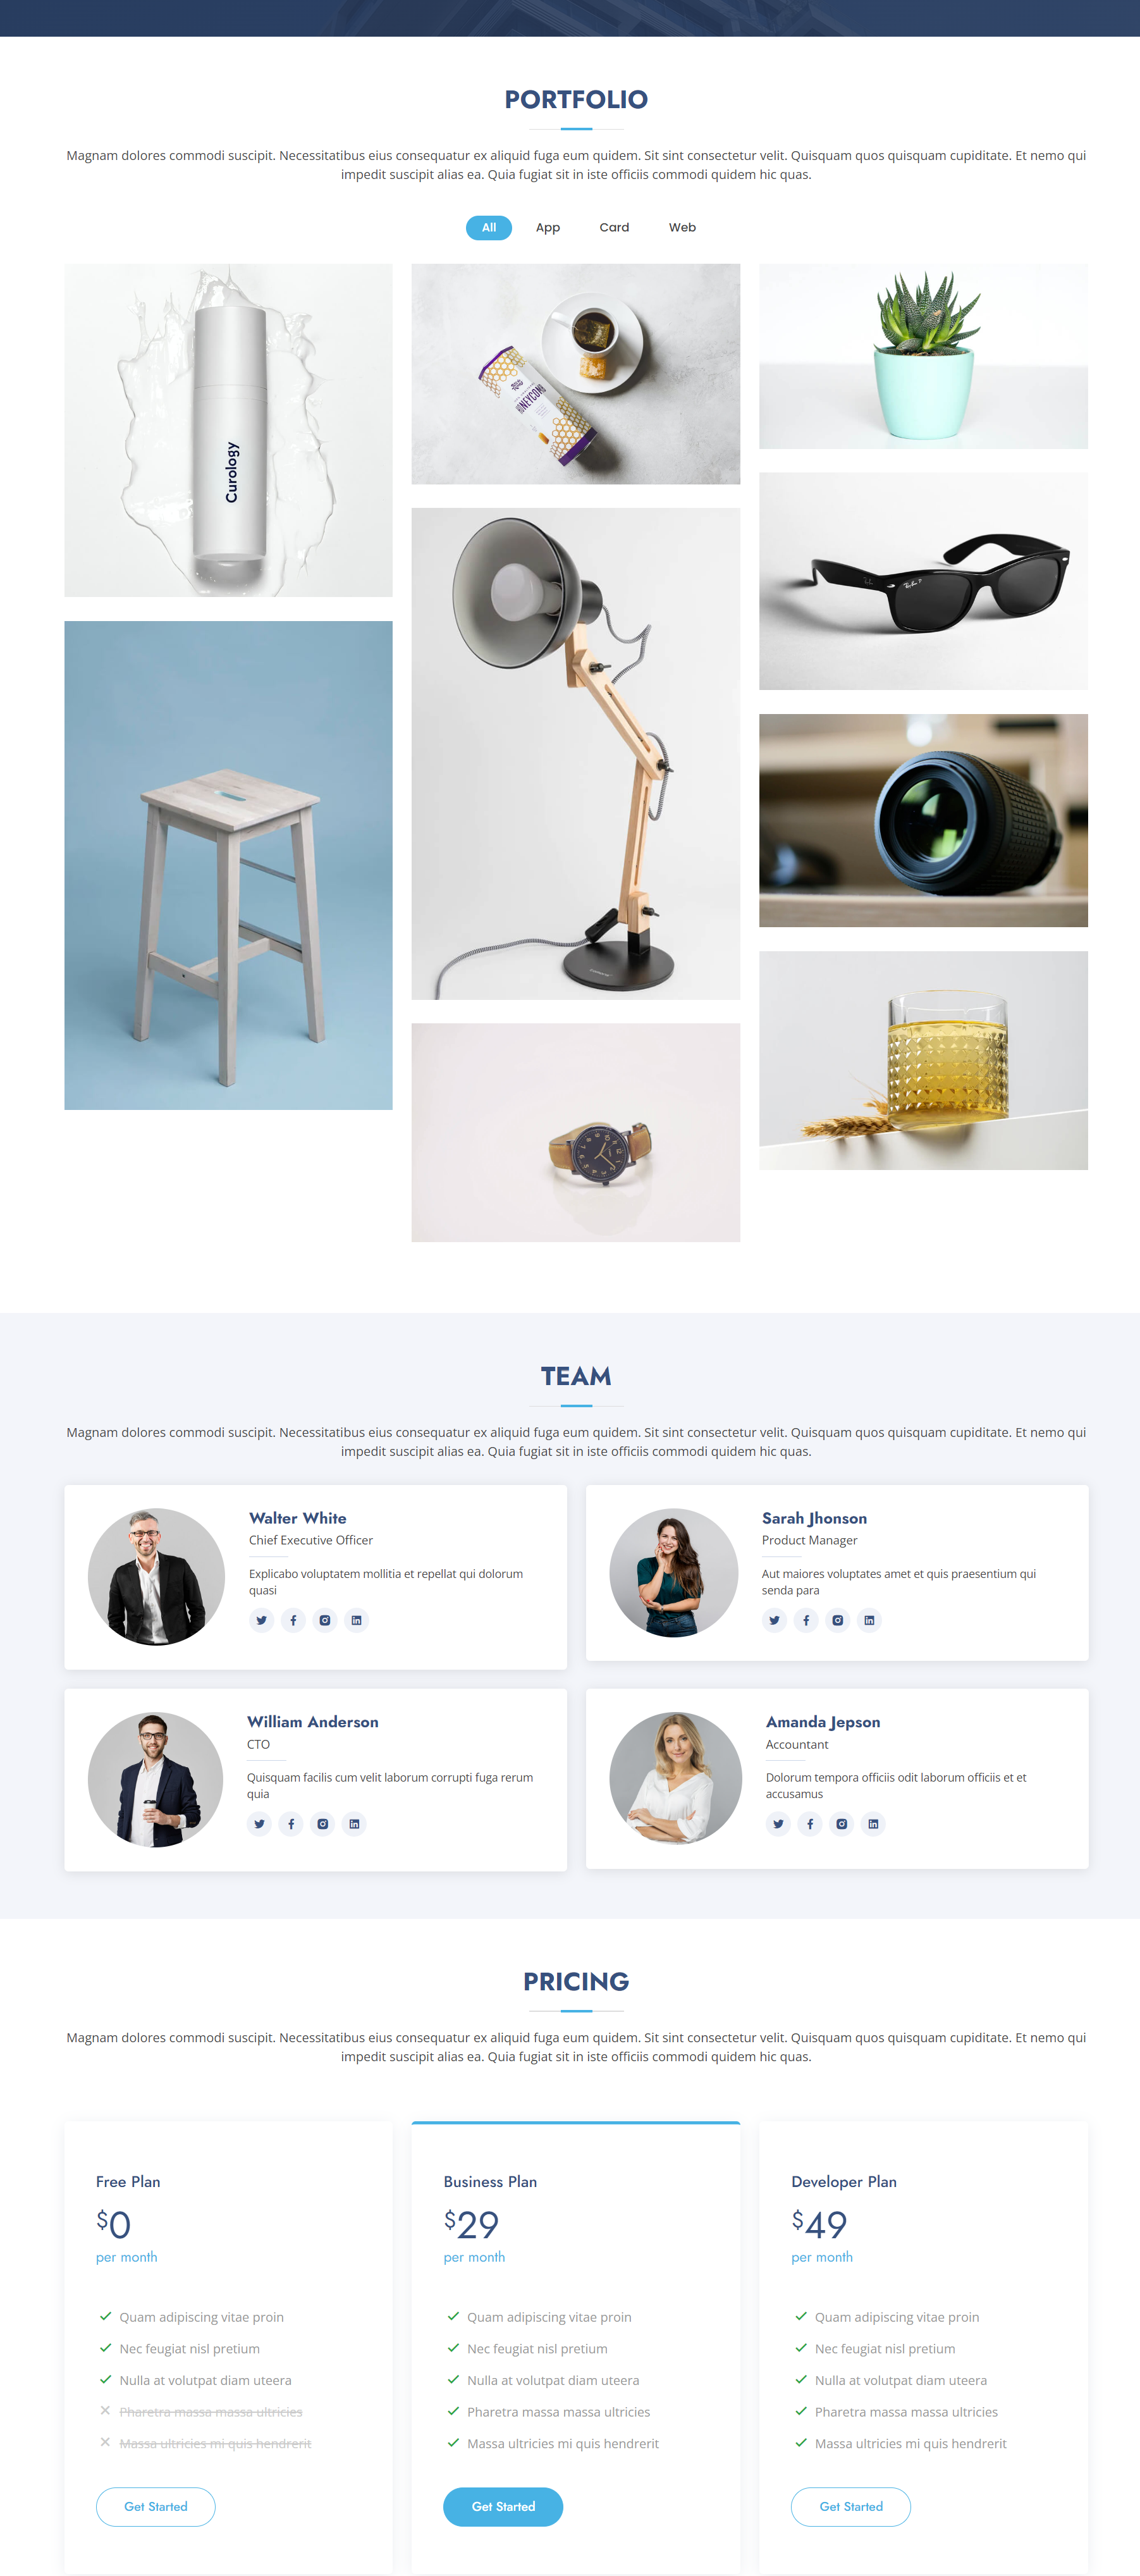 PORTFOLIO
Magnam dolores commodi suscipit. Necessitatibus eius consequatur ex aliquid fuga eum quidem. Sit sint consectetur velit. Quisquam quos quisquam cupiditate. Et nemo qui
impedit suscipit alias ea. Quia fugiat sit in iste officiis commodi quidem hic quas.
All App Card Web
Curology
HONEYCOMB
Ray-Ban P
TEAM
Magnam dolores commodi suscipit. Necessitatibus eius consequatur ex aliquid fuga eum quidem. Sit sint consectetur velit. Quisquam quos quisquam cupiditate. Et nemo qui
impedit suscipit alias ea. Quia fugiat sit in iste officiis commodi quidem hic quas.
Walter White
Chief Executive Officer
Explicabo voluptatem mollitia et repellat qui dolorum
quasi
Sarah Jhonson
Product Manager
Aut maiores voluptates amet et quis praesentium qui
senda para
William Anderson
CTO
Quisquam facilis cum velit laborum corrupti fuga rerum
quia
Amanda Jepson
Accountant
Dolorum tempora officiis odit laborum officiis et et
accusamus
PRICING
Magnam dolores commodi suscipit. Necessitatibus eius consequatur ex aliquid fuga eum quidem. Sit sint consectetur velit. Quisquam quos quisquam cupiditate. Et nemo qui
impedit suscipit alias ea. Quia fugiat sit in iste officiis commodi quidem hic quas.
Free Plan
$0
per month
Quam adipiscing vitae proin
Nec feugiat nisl pretium
Nulla at volutpat diam uteera
Pharetra massa massa ultricies
Massa ultricies mi quis hendrerit
Get Started
Business Plan
$29
per month
Quam adipiscing vitae proin
Nec feugiat nisl pretium
Nulla at volutpat diam uteera
Pharetra massa massa ultricies
Massa ultricies mi quis hendrerit
Get Started
Developer Plan
$49
per month
Quam adipiscing vitae proin
Nec feugiat nisl pretium
Nulla at volutpat diam uteera
Pharetra massa massa ultricies
Massa ultricies mi quis hendrerit
Get Started